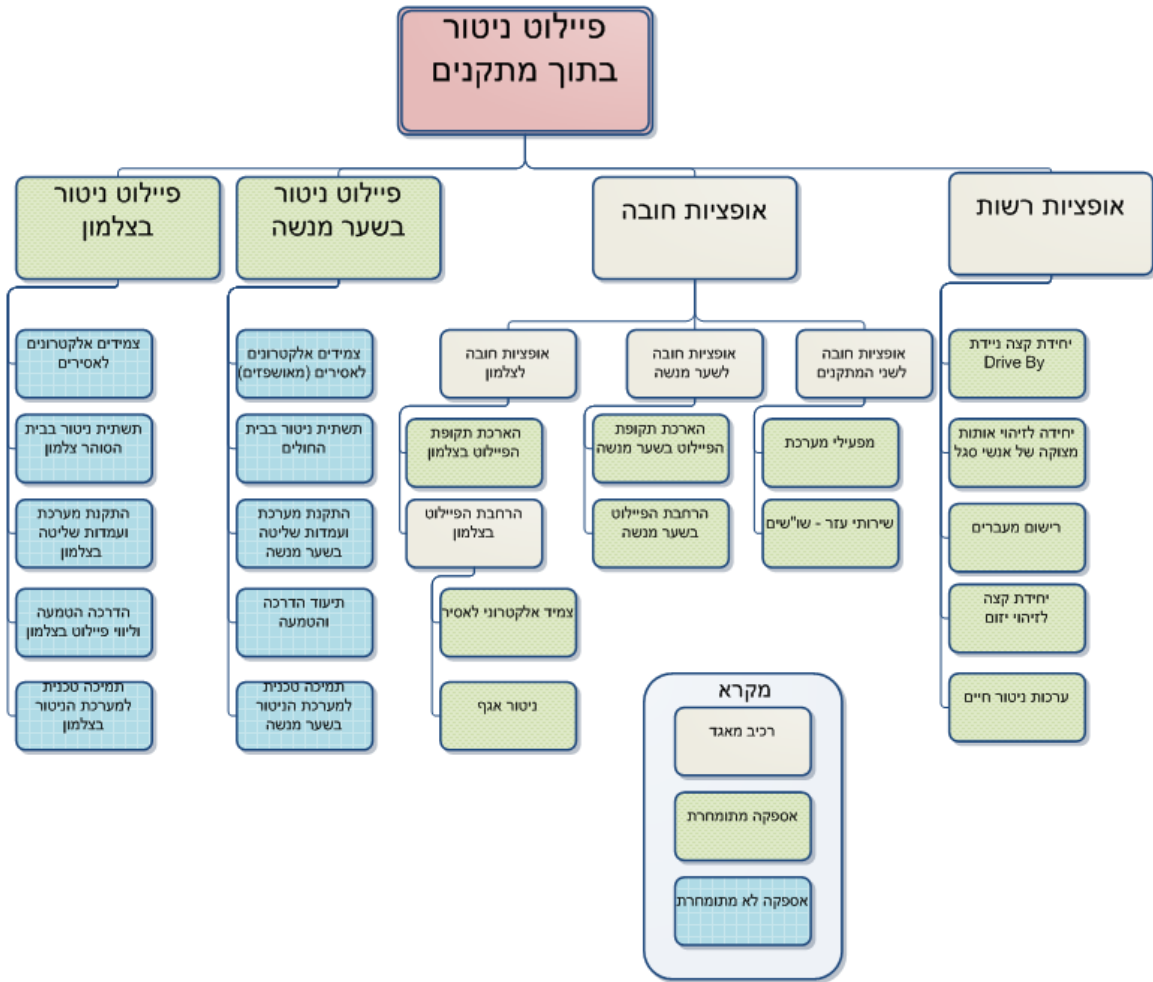 פיילוט ניטור
בתוך מתקנים
אופציות רשות
יחידת קצה ניידת
Drive By
יחידה לזיהוי אותות
מצוקה של אנשי סגל
רישום מעברים
יחידת קצה
לזיהוי יזום
ערכות ניטור חיים
אופציות חובה
אופציות חובה
לשני המתקנים
מפעילי מערכת
שירותי עזר - שו"שים
אופציות חובה
לשער מנשה
הארכת תקופת
הפיילוט בשער מנשה
הרחבת הפיילוט
בשער מנשה
אופציות חובה
לצלמון
הארכת תקופת
הפיילוט בצלמון
הרחבת הפיילוט
בצלמון
צמיד אלקטרוני לאסיר
ניטור אגף
פיילוט ניטור
בשער מנשה
צמידים אלקטרונים
לאסירים (מאושפזים)
תשתית ניטור בבית
החולים
התקנת מערכת
ועמדות שליטה
בשער מנשה
תיעוד הדרכה
והטמעה
תמיכה טכנית
למערכת הניטור
בשער מנשה
פיילוט ניטור
בצלמון
צמידים אלקטרונים
לאסירים
תשתית ניטור בבית
הסוהר צלמון
התקנת מערכת
ועמדות שליטה
בצלמון
הדרכה הטמעה
וליווי פיילוט בצלמון
תמיכה טכנית
למערכת הניטור
בצלמון
מקרא
רכיב מאגד
אספקה מתומחרת
אספקה לא מתומחרת